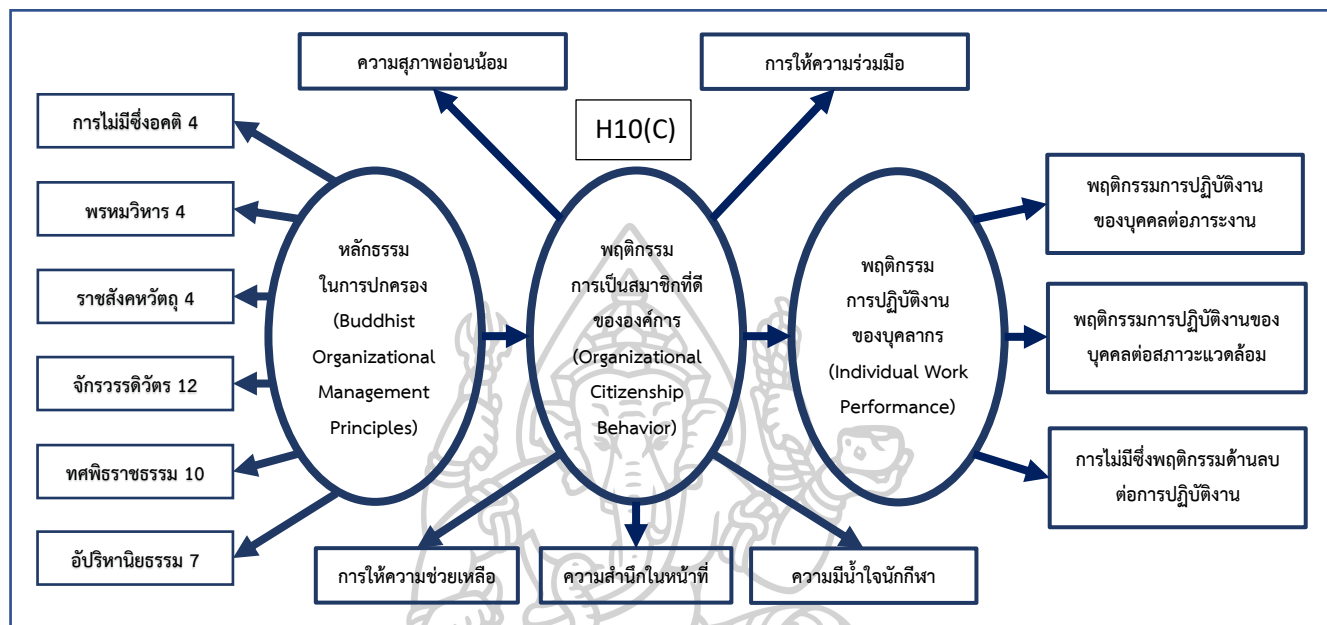 ความสุภาพอ่อนน้อม
การให้ความร่วมมือ
H10(C)
การไม่มีซึ่งอคติ 4
พรหมวิหาร 4
ราชสังคหวัตถุ 4
จักรวรรดิวัตร 12
ทศพิธราชธรรม 10
อัปริหานิยธรรม 7
หลักธรรม
ในการปกครอง
(Buddhist
Organizational
Management
Principles)
พฤติกรรม
การเป็นสมาชิกที่ดี
ขององค์การ
(Organizational
Citizenship
Behavior)
พฤติกรรม
การปฏิบัติงาน
ของบุคลากร
(Individual Work
Performance)
พฤติกรรมการปฏิบัติงาน
ของบุคคลต่อภาระงาน
พฤติกรรมการปฏิบัติงานของ
บุคคลต่อสภาวะแวดล้อม
การไม่มีซึ่งพฤติกรรมด้านลบ
ต่อการปฏิบัติงาน
การให้ความช่วยเหลือ
ความสำนึกในหน้าที่
ความมีน้ำใจนักกีฬา